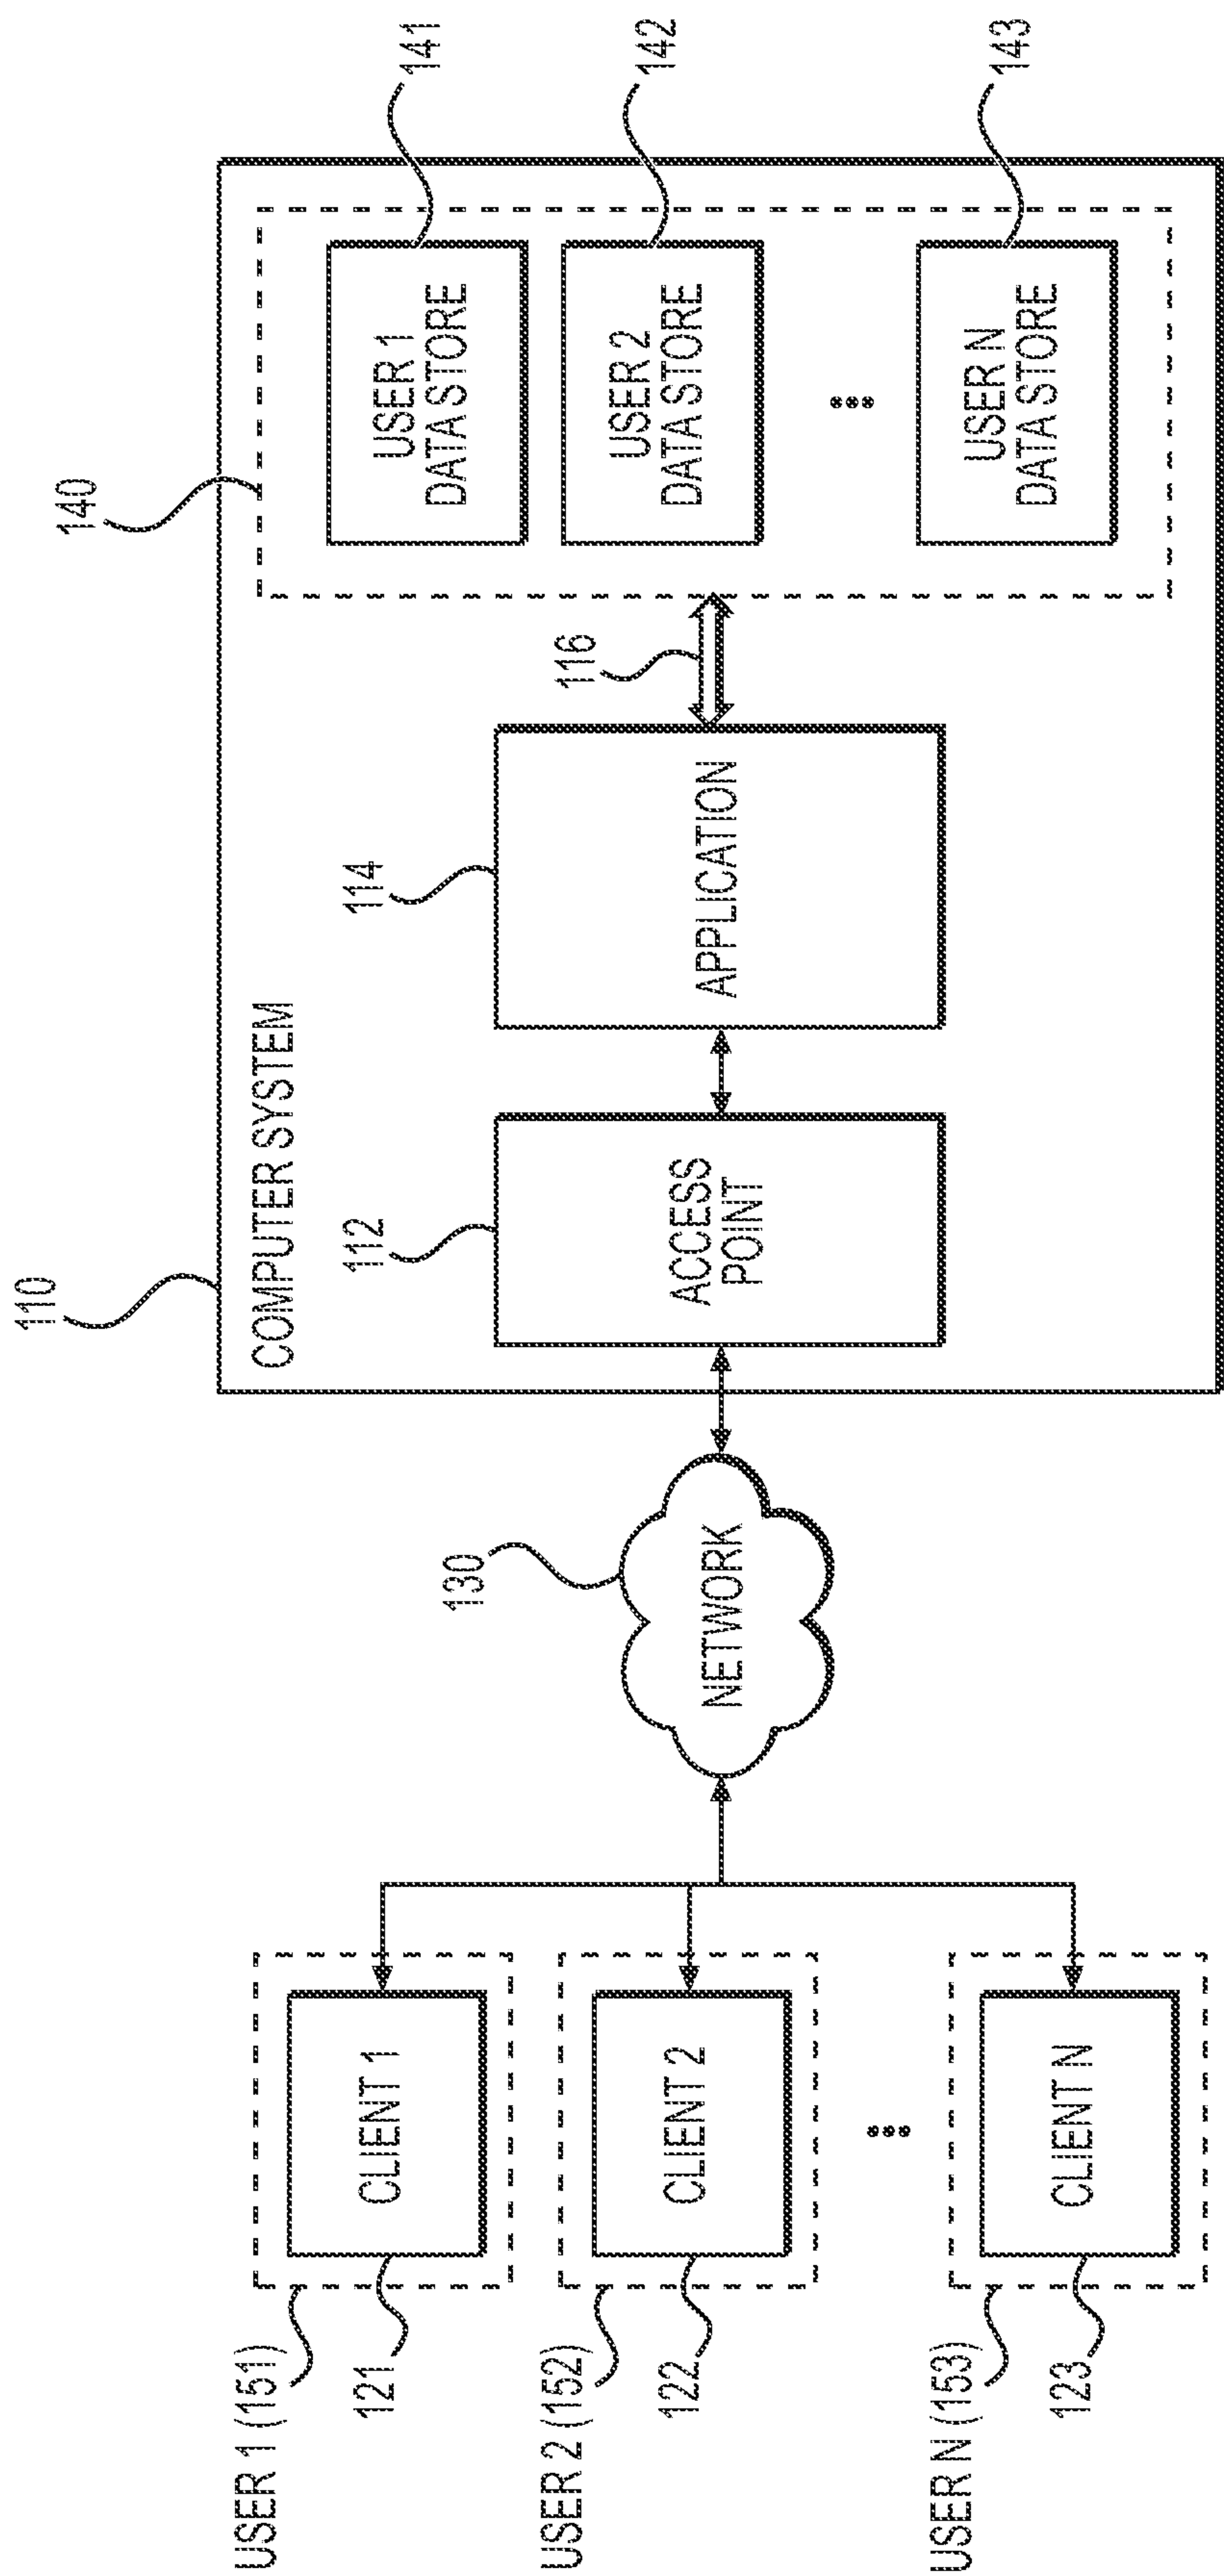 USER 1 (151)
121
CLIENT 1
USER 2 (152)
122
CLIENT 2
USER N (153)
123
CLIENT N
130
NETWORK
110
COMPUTER SYSTEM
112
ACCESS
POINT
114
APPLICATION
116
140
USER 1
DATA STORE
141
USER 2
DATA STORE
142
USER N
DATA STORE
143